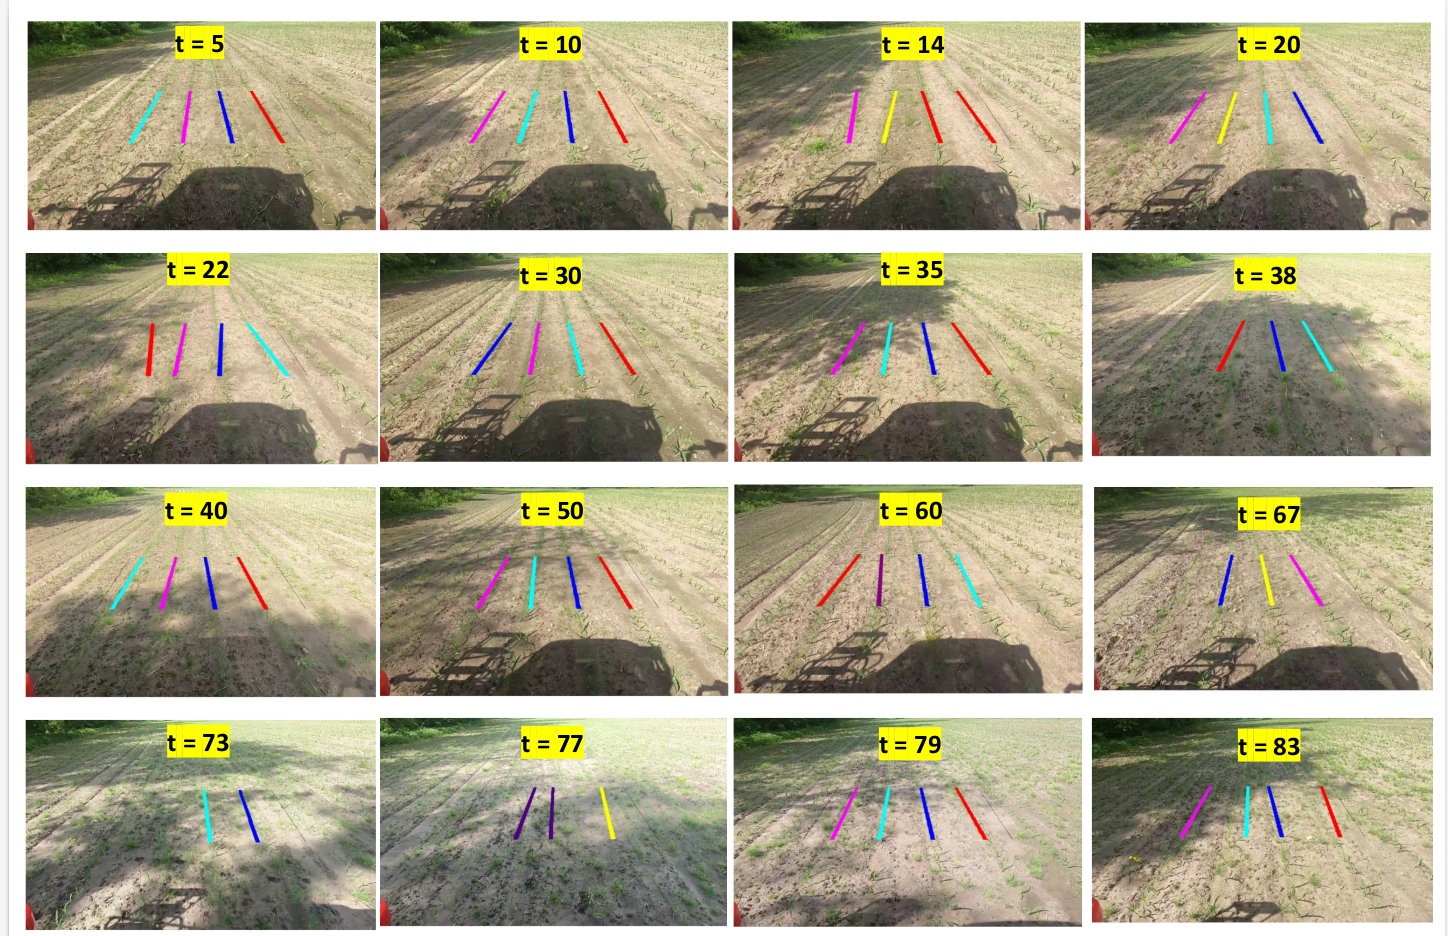 t = 5
t = 10
t = 14
t = 20
t = 22
t = 30
t = 35
t = 38
t = 40
t = 50
t = 60
t = 67
t = 73
t = 77
t = 79
t = 83